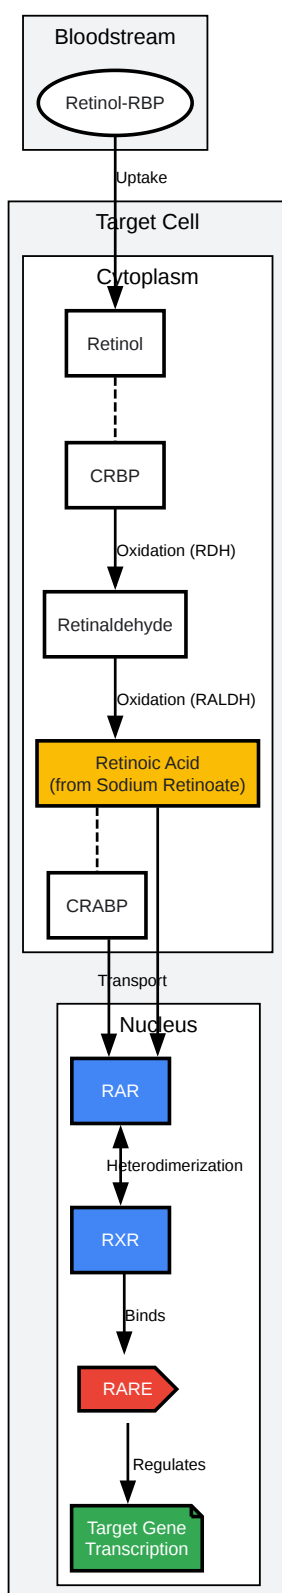 Bloodstream
Retinol-RBP
Uptake
Target Cell
Cytoplasm
Retinol
CRBP
Oxidation (RDH)
Retinaldehyde
Oxidation (RALDH)
Retinoic Acid
(from Sodium Retinoate)
CRABP
Transport
Nucleus
RAR
Heterodimerization
RXR
Binds
RARE
Regulates
Target Gene
Transcription